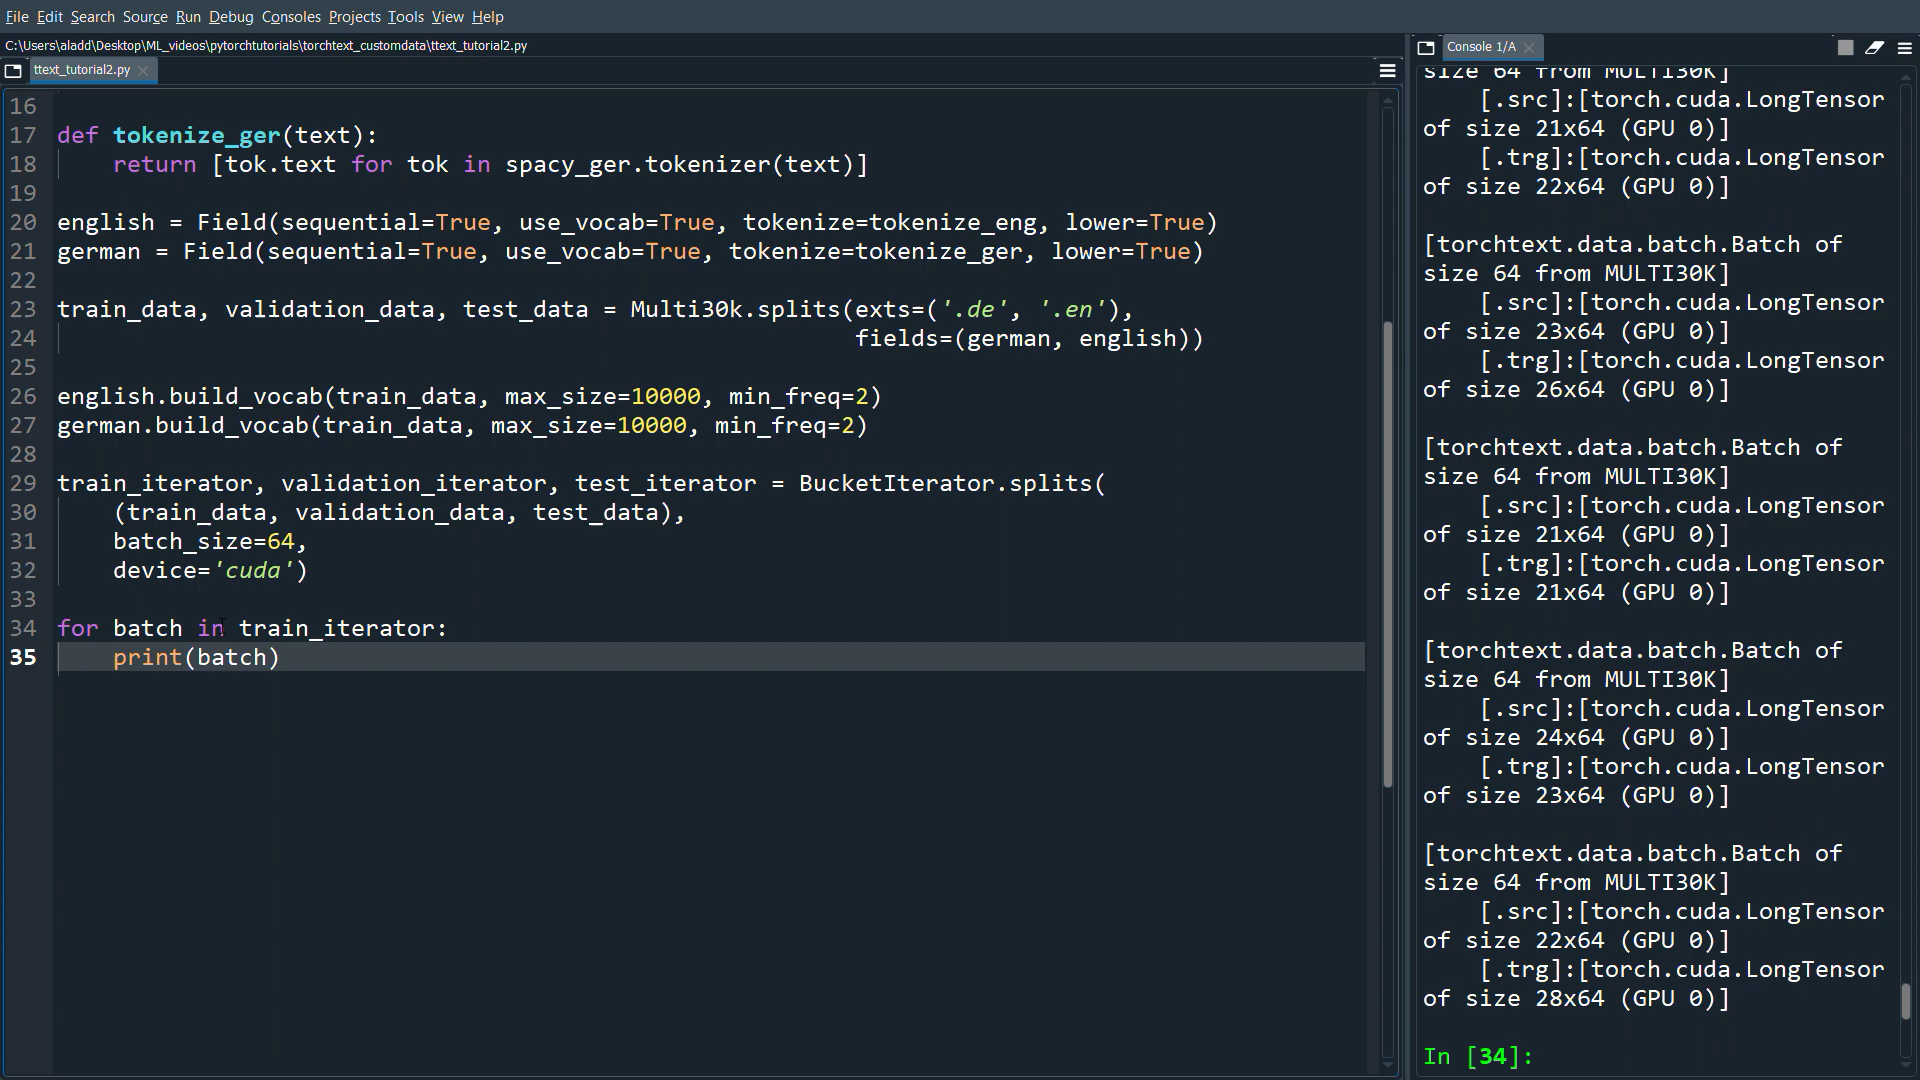 File Edit Search Source Run Debug Consoles Projects Tools View Help
C:\Users\aladd\Desktop\ML_videos\pytorchtutorials\torchtext_customdata\ttext_tutorial2.py
ttext_tutorial2.py
16
17 def tokenize_ger(text):
18     return [tok.text for tok in spacy_ger.tokenizer(text)]
19
20 english = Field(sequential=True, use_vocab=True, tokenize=tokenize_eng, lower=True)
21 german = Field(sequential=True, use_vocab=True, tokenize=tokenize_ger, lower=True)
22
23 train_data, validation_data, test_data = Multi30k.splits(exts=('.de', '.en'),
24                                                          fields=(german, english))
25
26 english.build_vocab(train_data, max_size=10000, min_freq=2)
27 german.build_vocab(train_data, max_size=10000, min_freq=2)
28
29 train_iterator, validation_iterator, test_iterator = BucketIterator.splits(
30     (train_data, validation_data, test_data),
31     batch_size=64,
32     device='cuda')
33
34 for batch in train_iterator:
35     print(batch)
Console 1/A
size 64 from MULTI30K]
[.src]:[torch.cuda.LongTensor
of size 21x64 (GPU 0)]
[.trg]:[torch.cuda.LongTensor
of size 22x64 (GPU 0)]
[torchtext.data.batch.Batch of
size 64 from MULTI30K]
[.src]:[torch.cuda.LongTensor
of size 23x64 (GPU 0)]
[.trg]:[torch.cuda.LongTensor
of size 26x64 (GPU 0)]
[torchtext.data.batch.Batch of
size 64 from MULTI30K]
[.src]:[torch.cuda.LongTensor
of size 21x64 (GPU 0)]
[.trg]:[torch.cuda.LongTensor
of size 21x64 (GPU 0)]
[torchtext.data.batch.Batch of
size 64 from MULTI30K]
[.src]:[torch.cuda.LongTensor
of size 24x64 (GPU 0)]
[.trg]:[torch.cuda.LongTensor
of size 23x64 (GPU 0)]
[torchtext.data.batch.Batch of
size 64 from MULTI30K]
[.src]:[torch.cuda.LongTensor
of size 22x64 (GPU 0)]
[.trg]:[torch.cuda.LongTensor
of size 28x64 (GPU 0)]
In [34]: